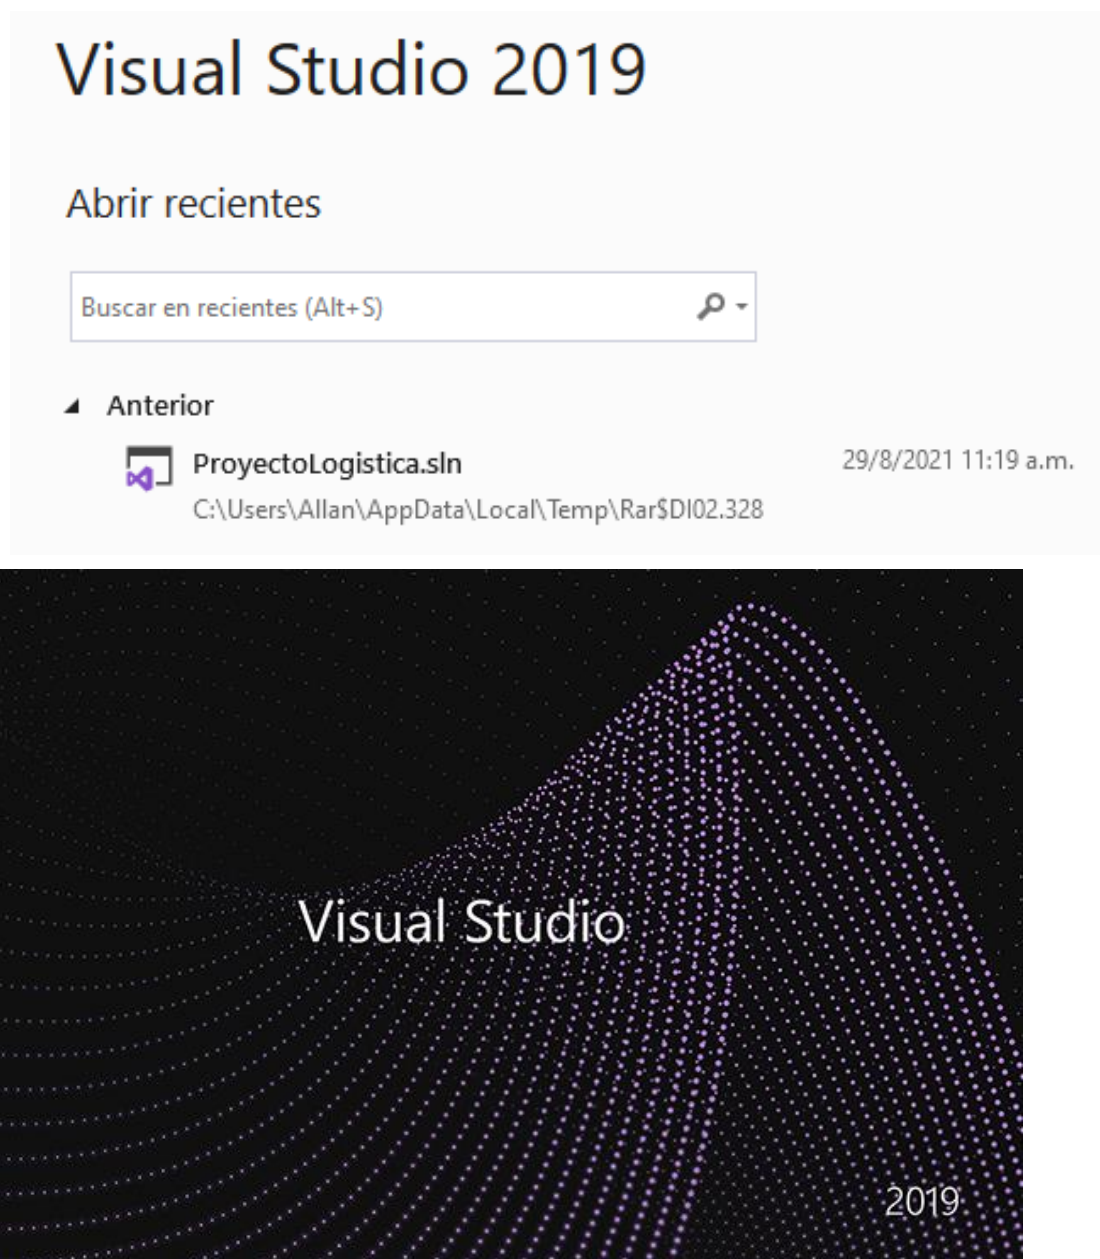 Visual Studio 2019
Abrir recientes
Buscar en recientes (Alt+S)
Anterior
ProyectoLogistica.sln
29/8/2021 11:19 a.m.
C:\Users\Allan\AppData\Local\Temp\Rar$DI02.328
Visual Studio
2019